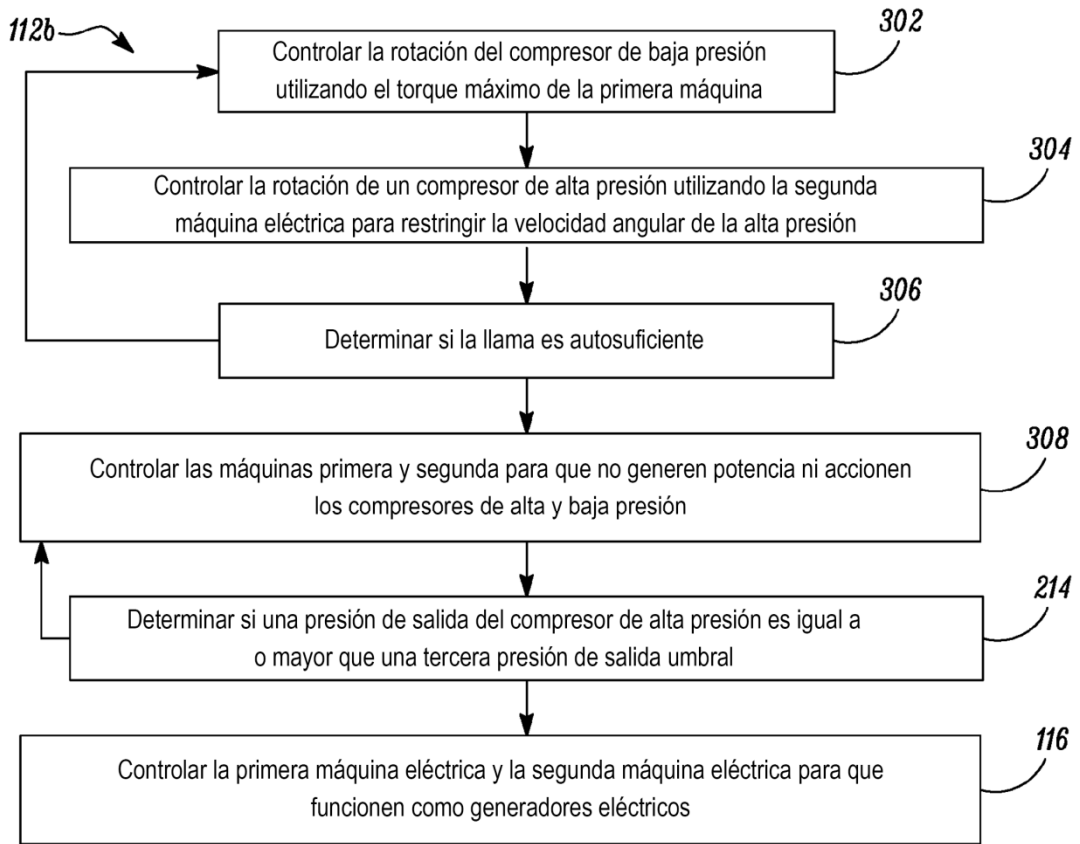 112b
302
Controlar la rotación del compresor de baja presión
utilizando el torque máximo de la primera máquina
304
Controlar la rotación de un compresor de alta presión utilizando la segunda
máquina eléctrica para restringir la velocidad angular de la alta presión
306
Determinar si la llama es autosuficiente
308
Controlar las máquinas primera y segunda para que no generen potencia ni accionen
los compresores de alta y baja presión
214
Determinar si una presión de salida del compresor de alta presión es igual a
o mayor que una tercera presión de salida umbral
116
Controlar la primera máquina eléctrica y la segunda máquina eléctrica para que
funcionen como generadores eléctricos